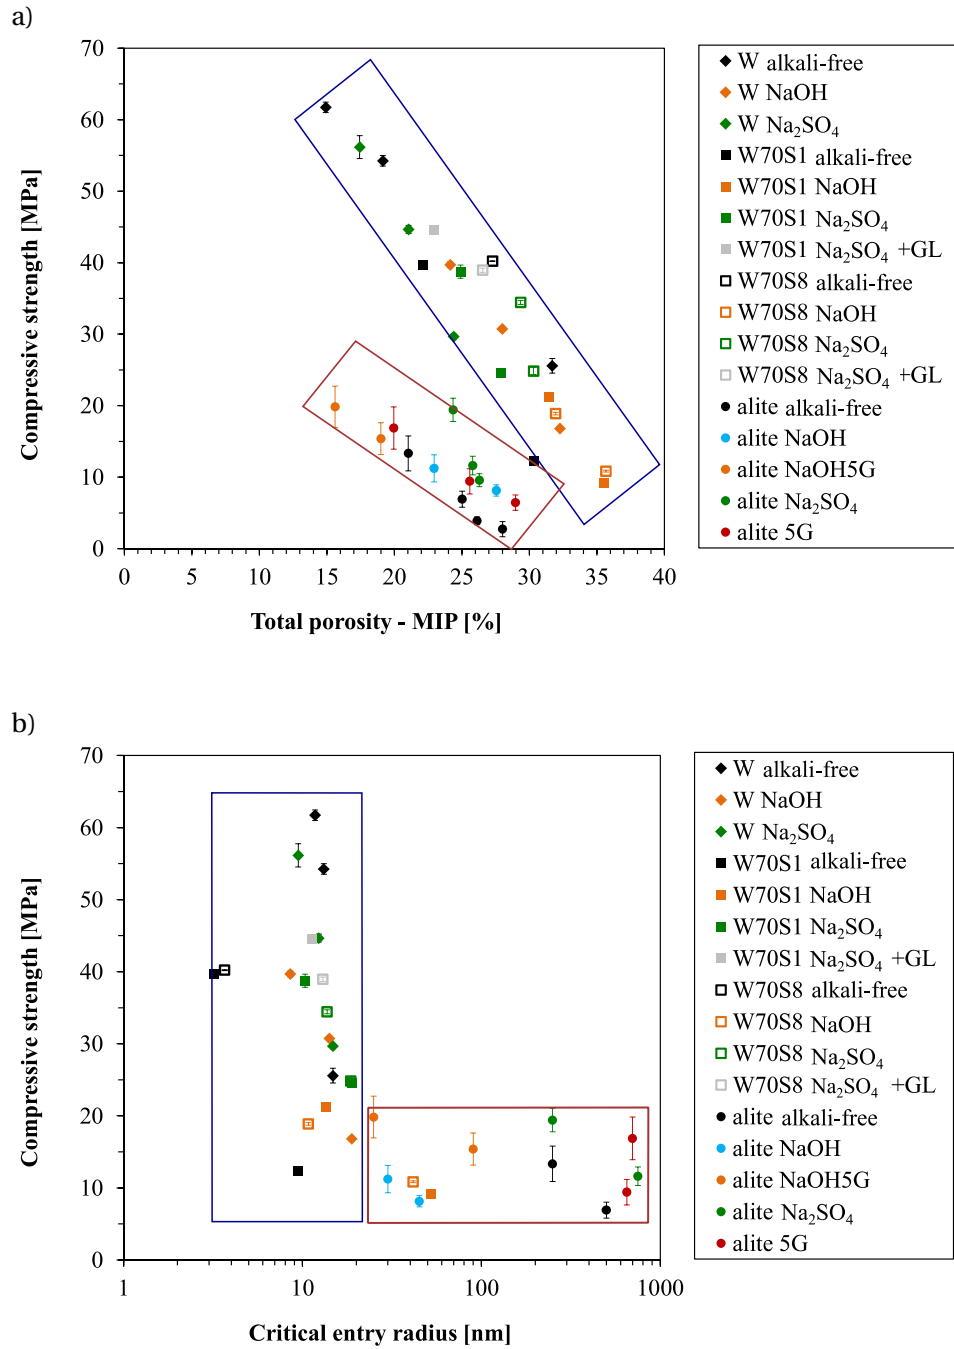 a)
70
60
50
40
30
20
10
0
Compressive strength [MPa]
0 5 10 15 20 25 30 35 40
Total porosity - MIP [%]
W alkali-free
W NaOH
W Na₂SO₄
W70S1 alkali-free
W70S1 NaOH
W70S1 Na₂SO₄
W70S1 Na₂SO₄ +GL
W70S8 alkali-free
W70S8 NaOH
W70S8 Na₂SO₄
W70S8 Na₂SO₄ +GL
alite alkali-free
alite NaOH
alite NaOH5G
alite Na₂SO₄
alite 5G
b)
70
60
50
40
30
20
10
0
Compressive strength [MPa]
1 10 100 1000
Critical entry radius [nm]
W alkali-free
W NaOH
W Na₂SO₄
W70S1 alkali-free
W70S1 NaOH
W70S1 Na₂SO₄
W70S1 Na₂SO₄ +GL
W70S8 alkali-free
W70S8 NaOH
W70S8 Na₂SO₄
W70S8 Na₂SO₄ +GL
alite alkali-free
alite NaOH
alite NaOH5G
alite Na₂SO₄
alite 5G